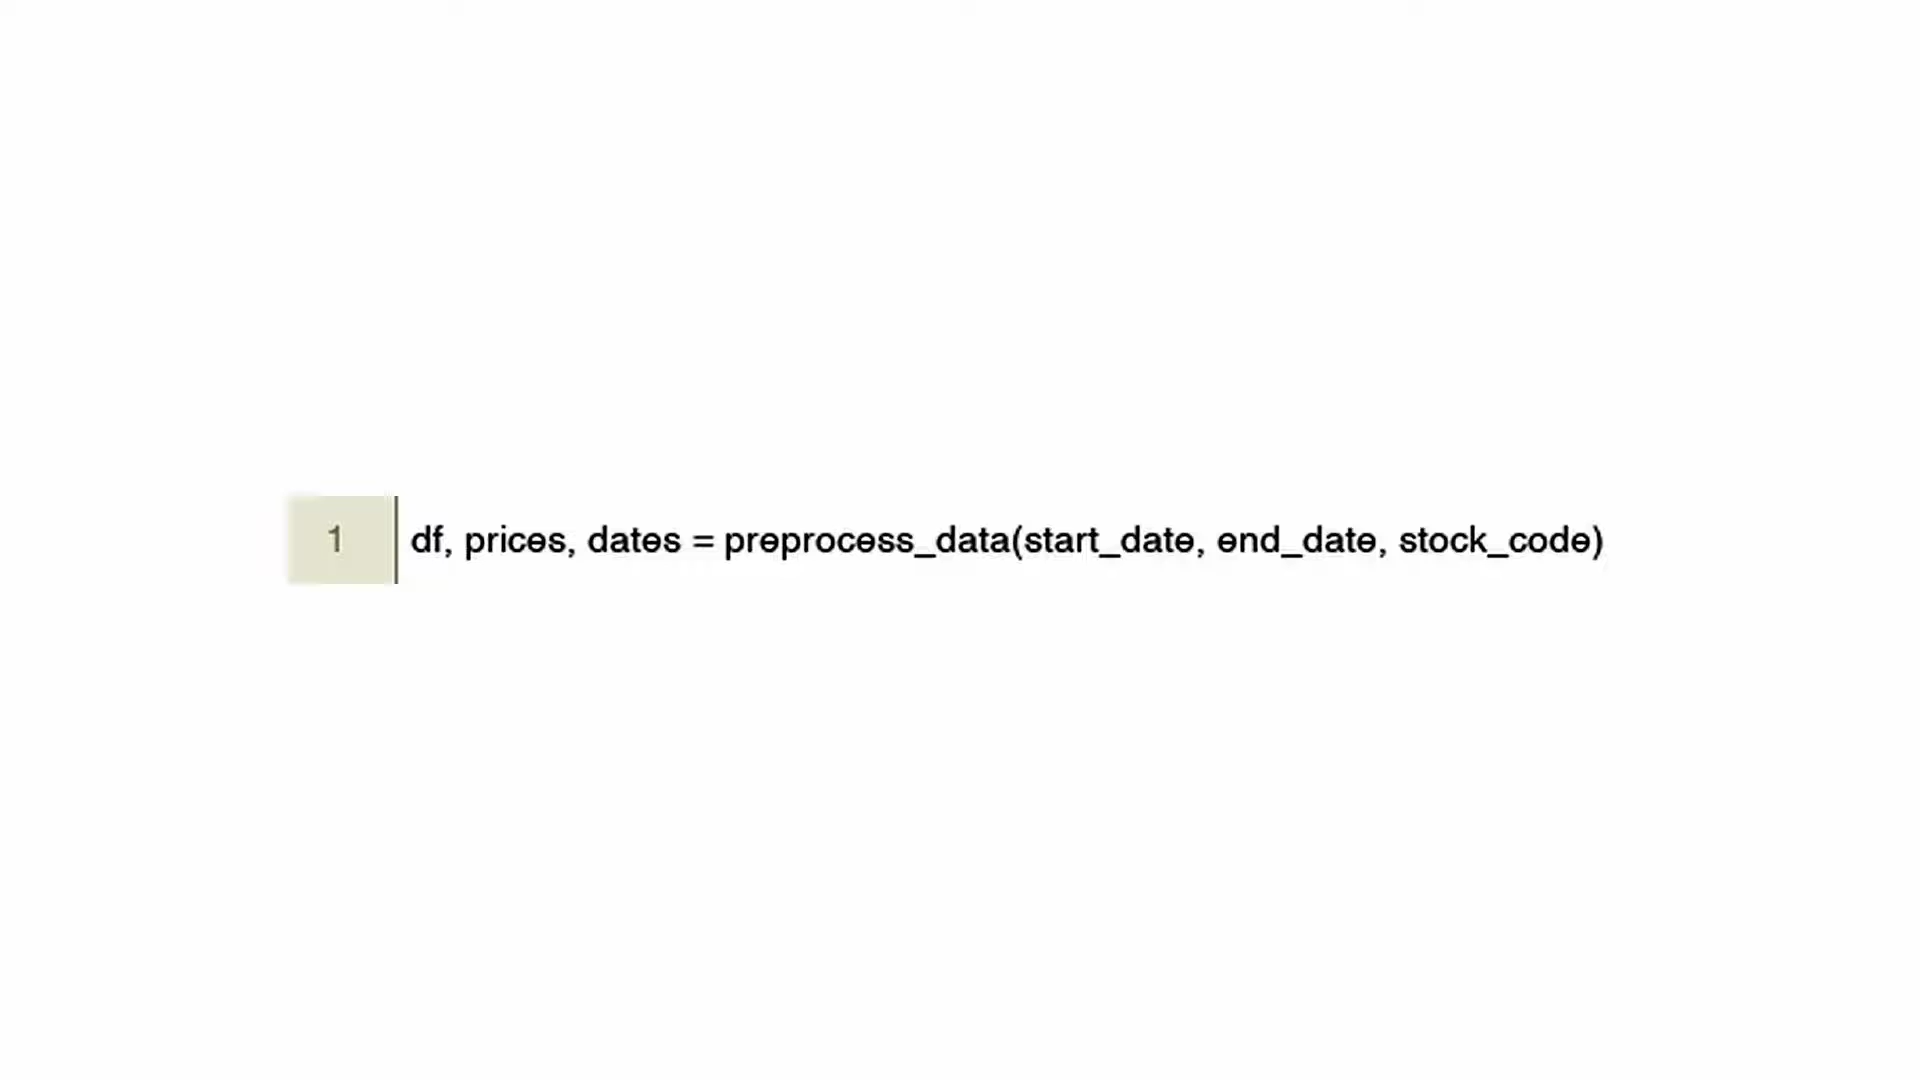 1 df, prices, dates = preprocess_data(start_date, end_date, stock_code)